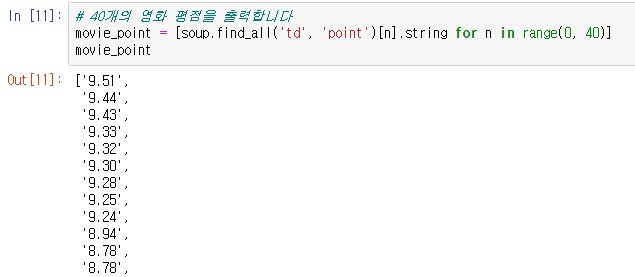 In [11]: # 40개의 영화 평점을 출력합니다
movie_point = [soup.find_all('td', 'point')[n].string for n in range(0, 40)]
movie_point
Out[11]: ['9.51',
'9.44',
'9.43',
'9.33',
'9.32',
'9.30',
'9.28',
'9.25',
'9.24',
'8.94',
'8.78',
'8.78',